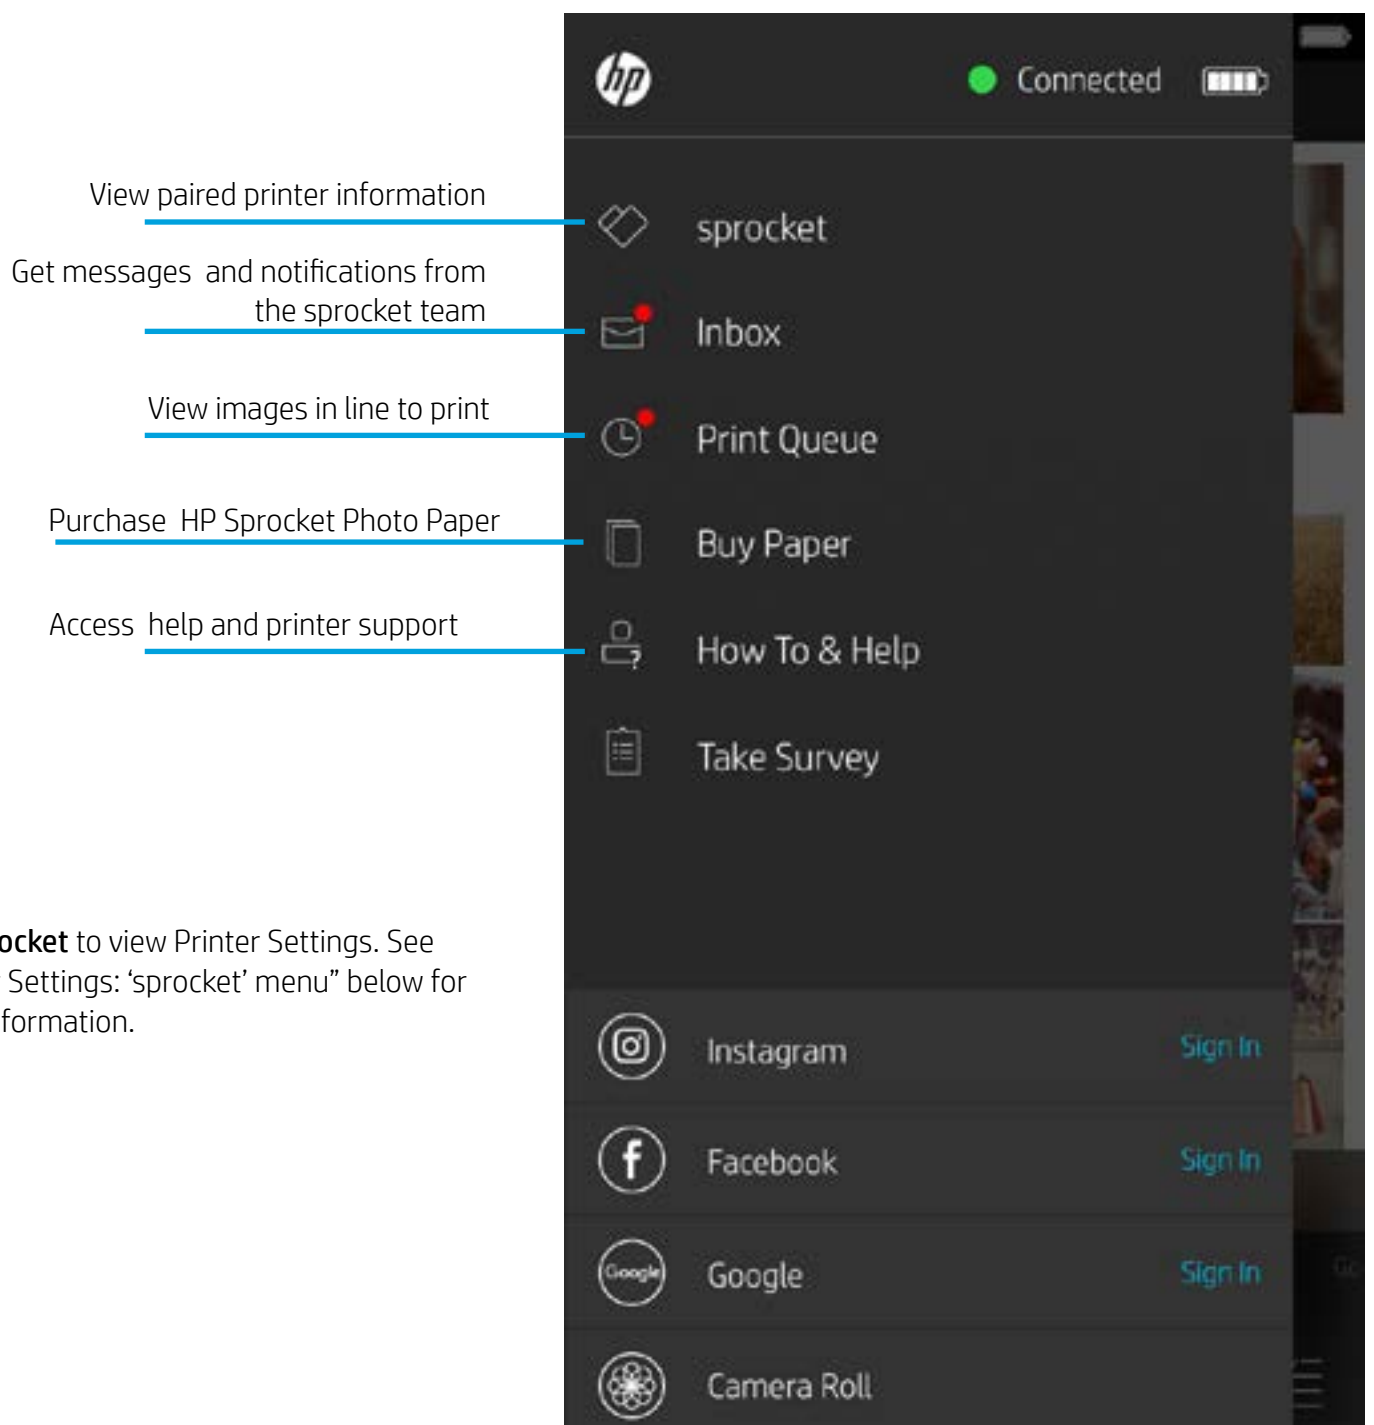 hp
Connected
View paired printer information
sprocket
Get messages and notifications from
the sprocket team
Inbox
View images in line to print
Print Queue
Purchase HP Sprocket Photo Paper
Buy Paper
Access help and printer support
How To & Help
Take Survey
to view Printer Settings. See
Settings: ‘sprocket’ menu” below for
Instagram
Sign In
Facebook
Sign In
Google
Google
Sign In
Camera Roll